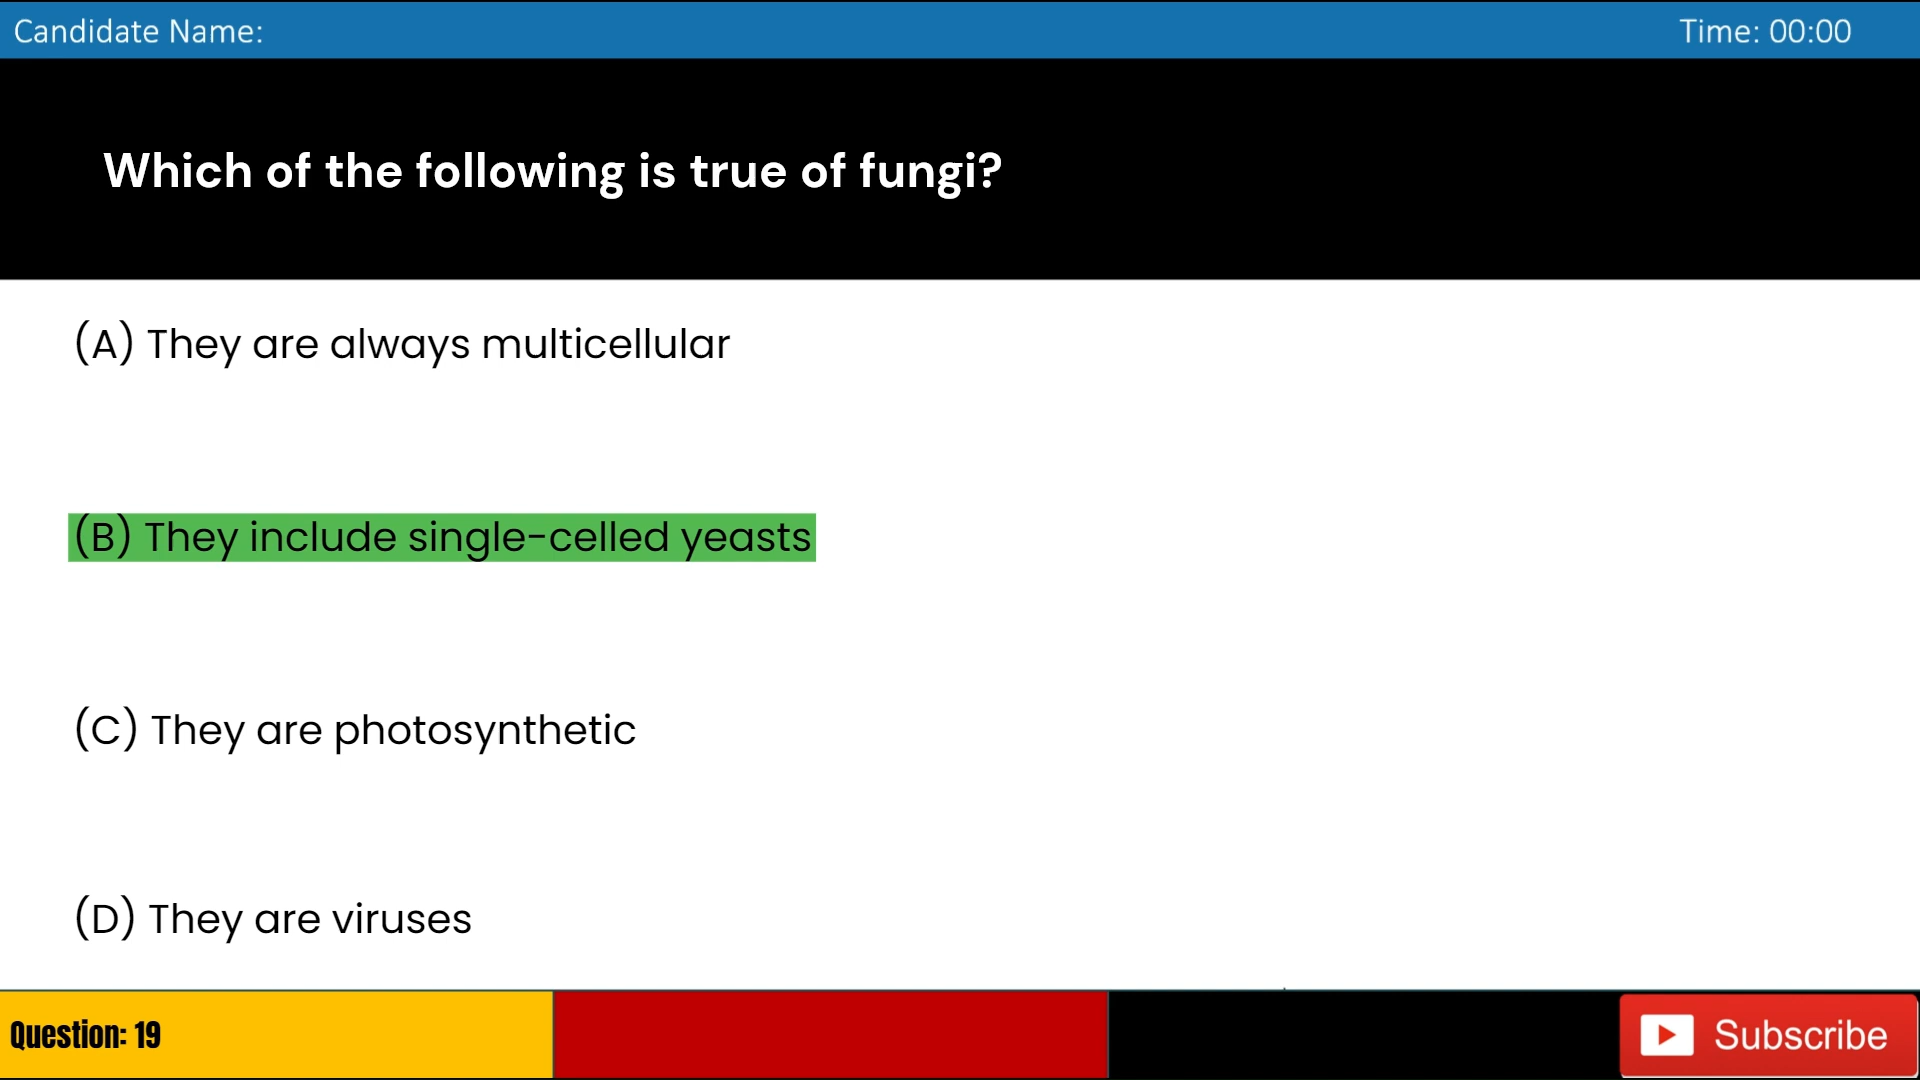 Candidate Name:
Time: 00:00
Which of the following is true of fungi?
(A) They are always multicellular
(B) They include single-celled yeasts
(C) They are photosynthetic
(D) They are viruses
Question: 19
Subscribe